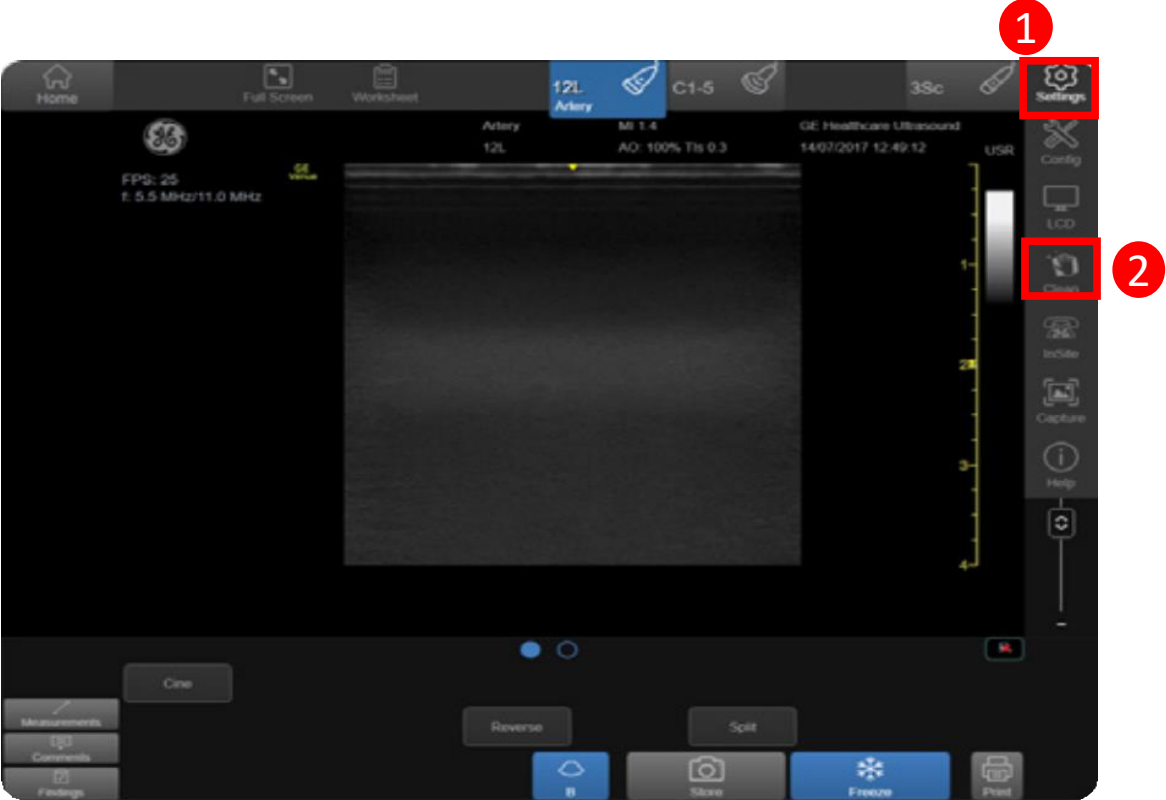 1
Home
Full Screen
Worksheet
12L
Artery
C1-5
3Sc
Settings
Artery
MI 1.4
GE Healthcare Ultrasound
12L
AO: 100% TIs 0.3
14/07/2017 12:49:12
USR
Config
FPS: 25
GE
Venue
f: 5.5 MHz/11.0 MHz
LCD
1
Clean
2
InSite
2
Capture
3
Help
4
Cine
Measurements
Reverse
Split
Comments
Findings
B
Store
Freeze
Print